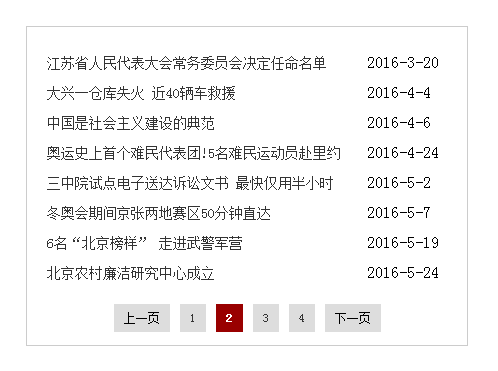 江苏省人民代表大会常务委员会决定任命名单 2016-3-20
大兴一仓库失火 近40辆车救援 2016-4-4
中国是社会主义建设的典范 2016-4-6
奥运史上首个难民代表团!5名难民运动员赴里约 2016-4-24
三中院试点电子送达诉讼文书 最快仅用半小时 2016-5-2
冬奥会期间京张两地赛区50分钟直达 2016-5-7
6名“北京榜样” 走进武警军营 2016-5-19
北京农村廉洁研究中心成立 2016-5-24
上一页 1 2 3 4 下一页